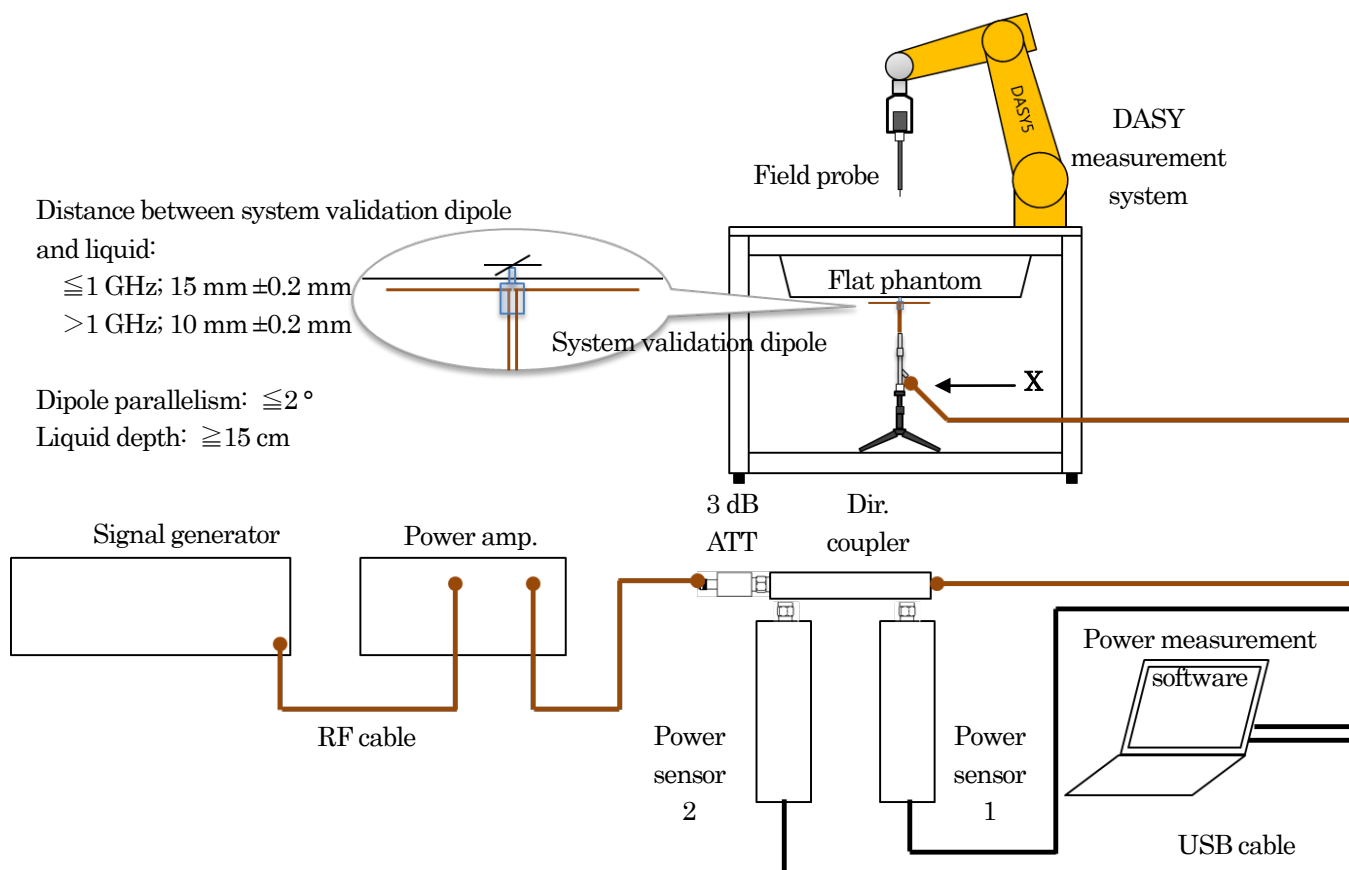 DASY5
DASY
measurement
system
Field probe
Distance between system validation dipole
and liquid:
≦1 GHz; 15 mm ±0.2 mm
>1 GHz; 10 mm ±0.2 mm
Flat phantom
System validation dipole
X
Dipole parallelism: ≦2 °
Liquid depth: ≧15 cm
Signal generator
Power amp.
3 dB
ATT
Dir.
coupler
RF cable
Power
sensor
2
Power
sensor
1
Power measurement
software
USB cable